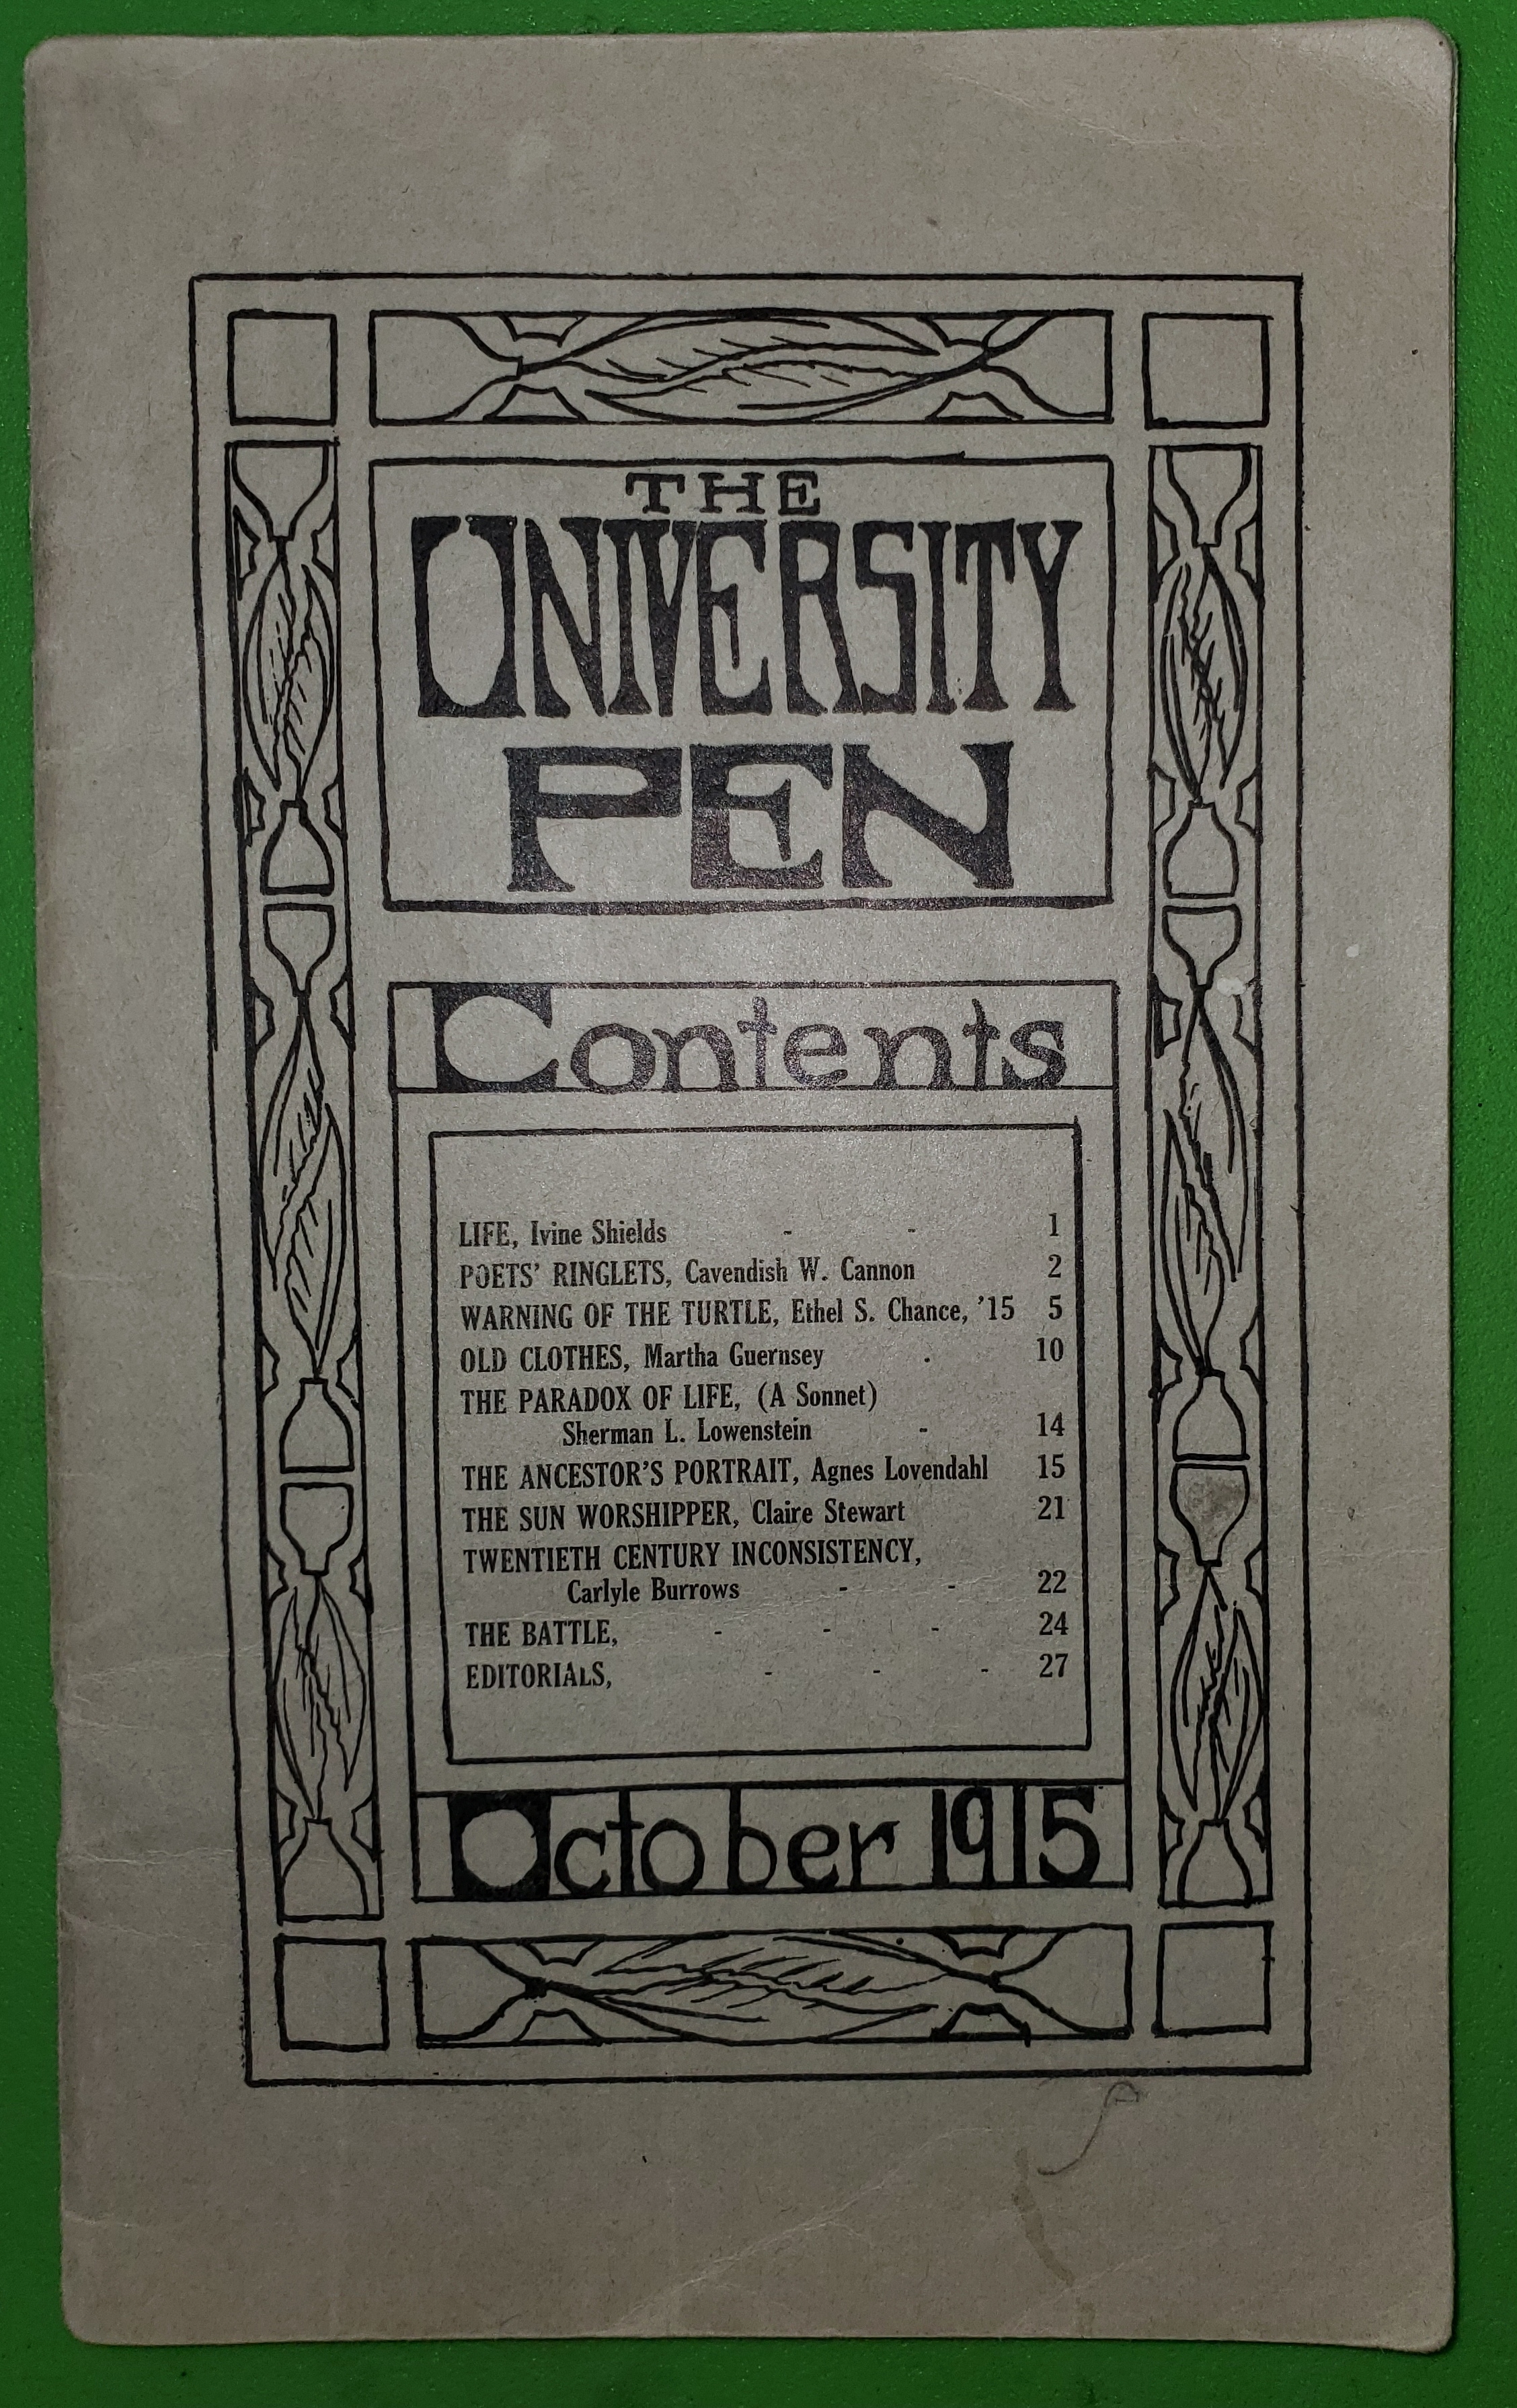 THE
UNIVERSITY
PEN
Contents
LIFE, Ivine Shields - - 1
POETS' RINGLETS, Cavendish W. Cannon 2
WARNING OF THE TURTLE, Ethel S. Chance, '15 5
OLD CLOTHES, Martha Guernsey . 10
THE PARADOX OF LIFE, (A Sonnet)
Sherman L. Lowenstein - 14
THE ANCESTOR'S PORTRAIT, Agnes Lovendahl 15
THE SUN WORSHIPPER, Claire Stewart 21
TWENTIETH CENTURY INCONSISTENCY,
Carlyle Burrows - - 22
THE BATTLE, - - - 24
EDITORIALS, - - - 27
October 1915